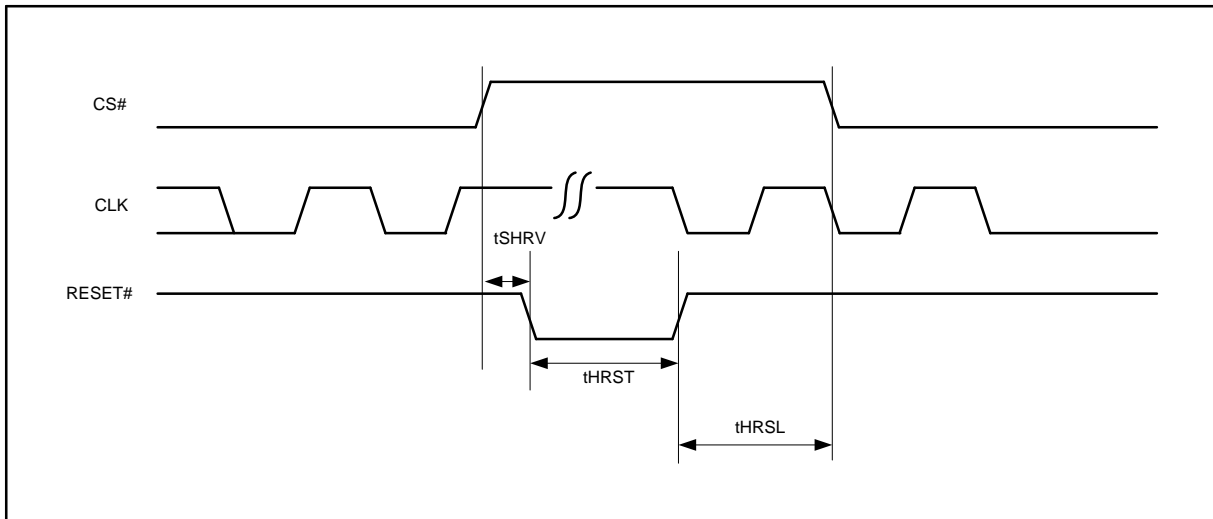 CS#
CLK
tSHRV
RESET#
tHRST
tHRSL